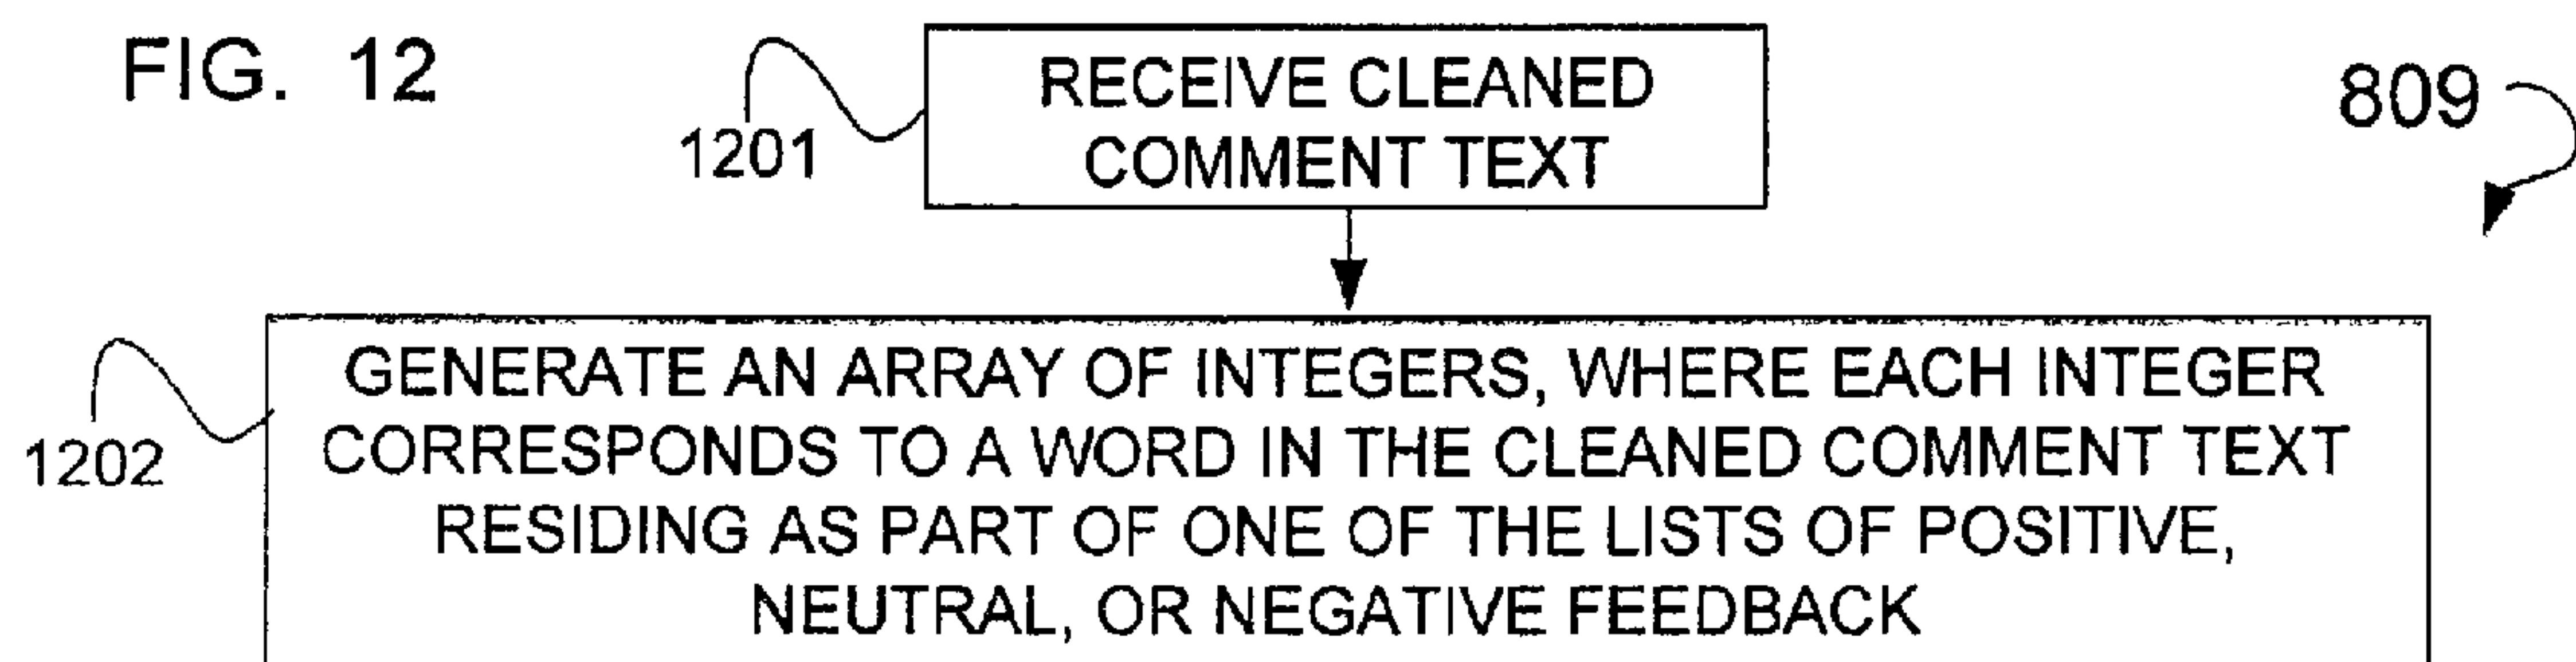 FIG. 12
RECEIVE CLEANED
COMMENT TEXT
809
1201
GENERATE AN ARRAY OF INTEGERS, WHERE EACH INTEGER
CORRESPONDS TO A WORD IN THE CLEANED COMMENT TEXT
RESIDING AS PART OF ONE OF THE LISTS OF POSITIVE,
NEUTRAL, OR NEGATIVE FEEDBACK
1202